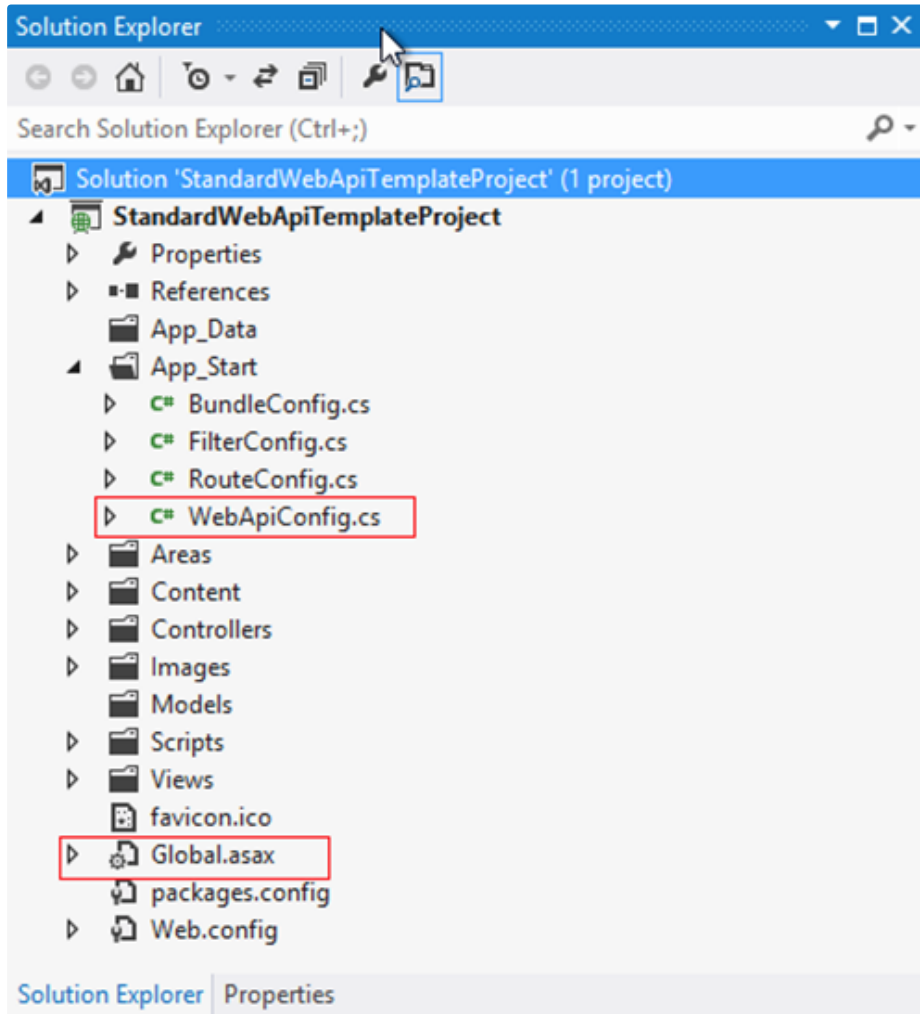 Solution Explorer
Search Solution Explorer (Ctrl+;)
Solution 'StandardWebApiTemplateProject' (1 project)
StandardWebApiTemplateProject
Properties
References
App_Data
App_Start
C# BundleConfig.cs
C# FilterConfig.cs
C# RouteConfig.cs
C# WebApiConfig.cs
Areas
Content
Controllers
Images
Models
Scripts
Views
favicon.ico
Global.asax
packages.config
Web.config
Solution Explorer Properties